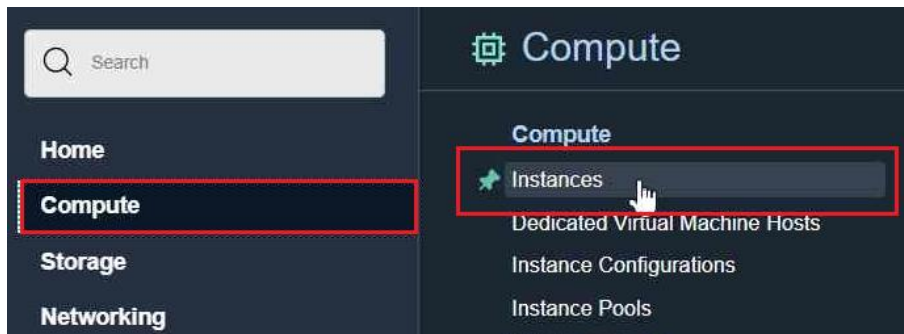 Search
Home
Compute
Storage
Networking
Compute
Compute
Instances
Dedicated Virtual Machine Hosts
Instance Configurations
Instance Pools